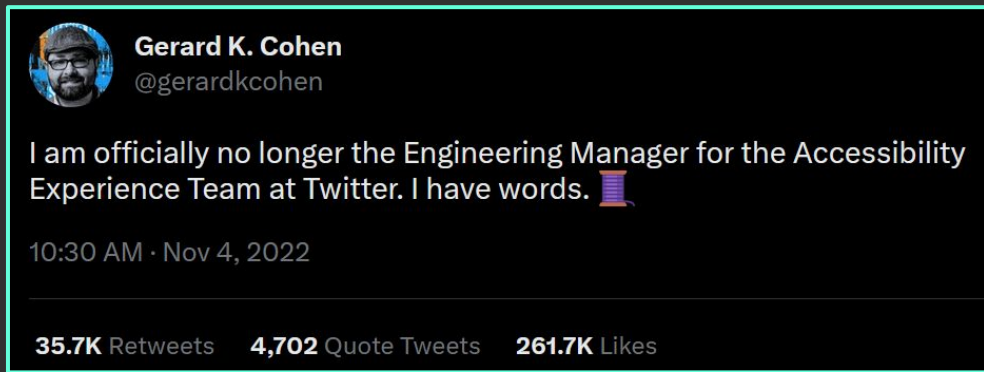 Gerard K. Cohen
@gerardkcohen
I am officially no longer the Engineering Manager for the Accessibility
Experience Team at Twitter. I have words. 🧵
10:30 AM · Nov 4, 2022
35.7K Retweets 4,702 Quote Tweets 261.7K Likes